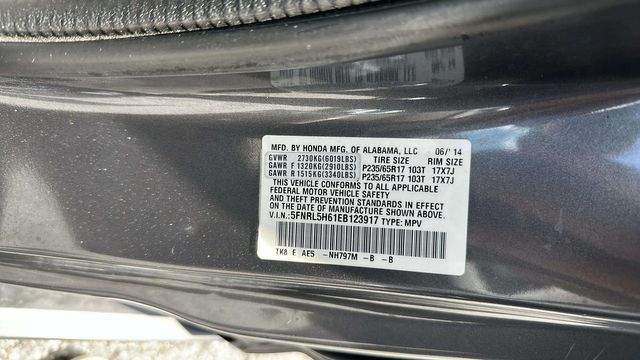 MFD. BY HONDA MFG. OF ALABAMA, LLC 06/'14
GVWR 2730KG(6019LBS) TIRE SIZE RIM SIZE
GAWR F 1320KG(2910LBS) P235/65R17 103T 17X7J
GAWR R 1515KG(3340LBS) P235/65R17 103T 17X7J
THIS VEHICLE CONFORMS TO ALL APPLICABLE
FEDERAL MOTOR VEHICLE SAFETY
AND THEFT PREVENTION STANDARDS IN EFFECT
ON THE DATE OF MANUFACTURE SHOWN ABOVE.
V.I.N.: 5FNRL5H61EB123917 TYPE: MPV
TK8 E AE5 -NH797M -B -B